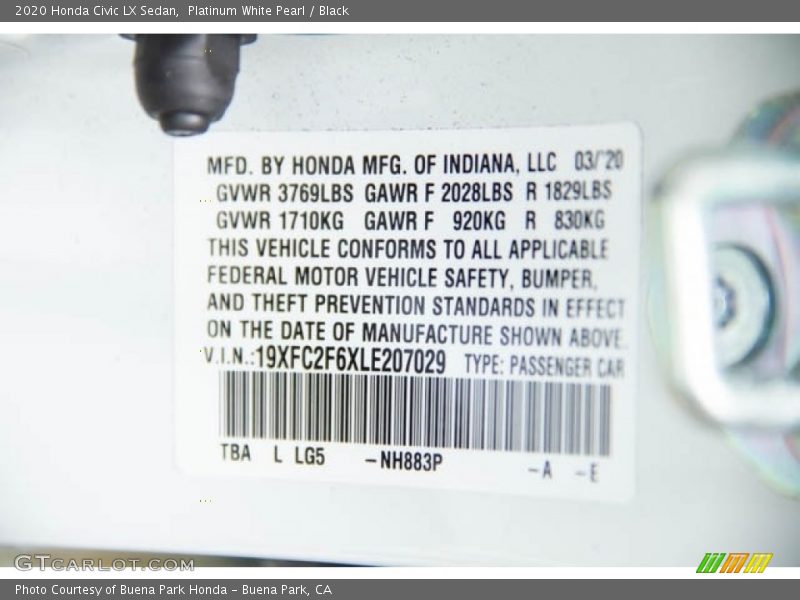 2020 Honda Civic LX Sedan,  Platinum White Pearl / Black
MFD. BY HONDA MFG. OF INDIANA, LLC 03/'20
GVWR 3769LBS GAWR F 2028LBS R 1829LBS
GVWR 1710KG GAWR F 920KG R 830KG
THIS VEHICLE CONFORMS TO ALL APPLICABLE
FEDERAL MOTOR VEHICLE SAFETY, BUMPER,
AND THEFT PREVENTION STANDARDS IN EFFECT
ON THE DATE OF MANUFACTURE SHOWN ABOVE.
V.I.N.:19XFC2F6XLE207029 TYPE: PASSENGER CAR
TBA L LG5 -NH883P -A -E
GTCARLOT.COM
Photo Courtesy of Buena Park Honda - Buena Park, CA